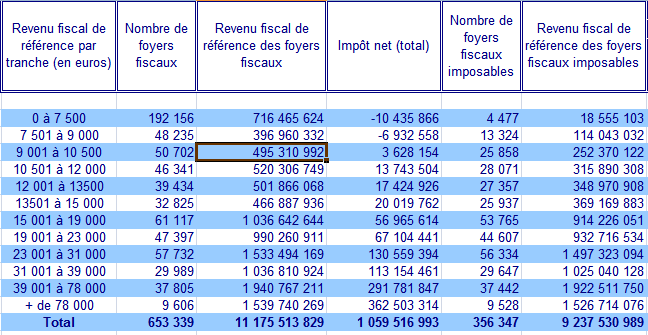 Revenu fiscal de référence par tranche (en euros) Nombre de foyers fiscaux Revenu fiscal de référence des foyers fiscaux Impôt net (total) Nombre de foyers fiscaux imposables Revenu fiscal de référence des foyers fiscaux imposables
0 à 7 500 192 156 716 465 624 -10 435 866 4 477 18 555 103
7 501 à 9 000 48 235 396 960 332 -6 932 558 13 324 114 043 032
9 001 à 10 500 50 702 495 310 992 3 628 154 25 858 252 370 122
10 501 à 12 000 46 341 520 306 749 13 743 504 28 071 315 890 308
12 001 à 13500 39 434 501 866 068 17 424 926 27 357 348 970 908
13501 à 15 000 32 825 466 887 936 20 019 762 25 937 369 169 883
15 001 à 19 000 61 117 1 036 642 644 56 965 614 53 765 914 226 051
19 001 à 23 000 47 397 990 260 911 67 104 441 44 607 932 716 534
23 001 à 31 000 57 732 1 533 494 169 130 559 394 56 334 1 497 323 094
31 001 à 39 000 29 989 1 036 810 924 113 154 461 29 647 1 025 040 128
39 001 à 78 000 37 805 1 940 767 211 291 781 847 37 442 1 922 511 750
+ de 78 000 9 606 1 539 740 269 362 503 314 9 528 1 526 714 076
Total 653 339 11 175 513 829 1 059 516 993 356 347 9 237 530 989